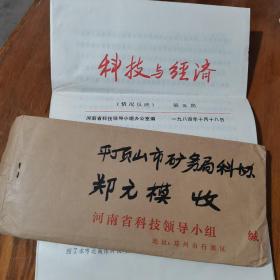 科技与经济
（情况反映） 第五期
河南省科技领导小组办公室编 一九八四年十月十八日
平顶山市矿务局科协
郑元模 收
河南省科技领导小组
地址：郑州市行政区